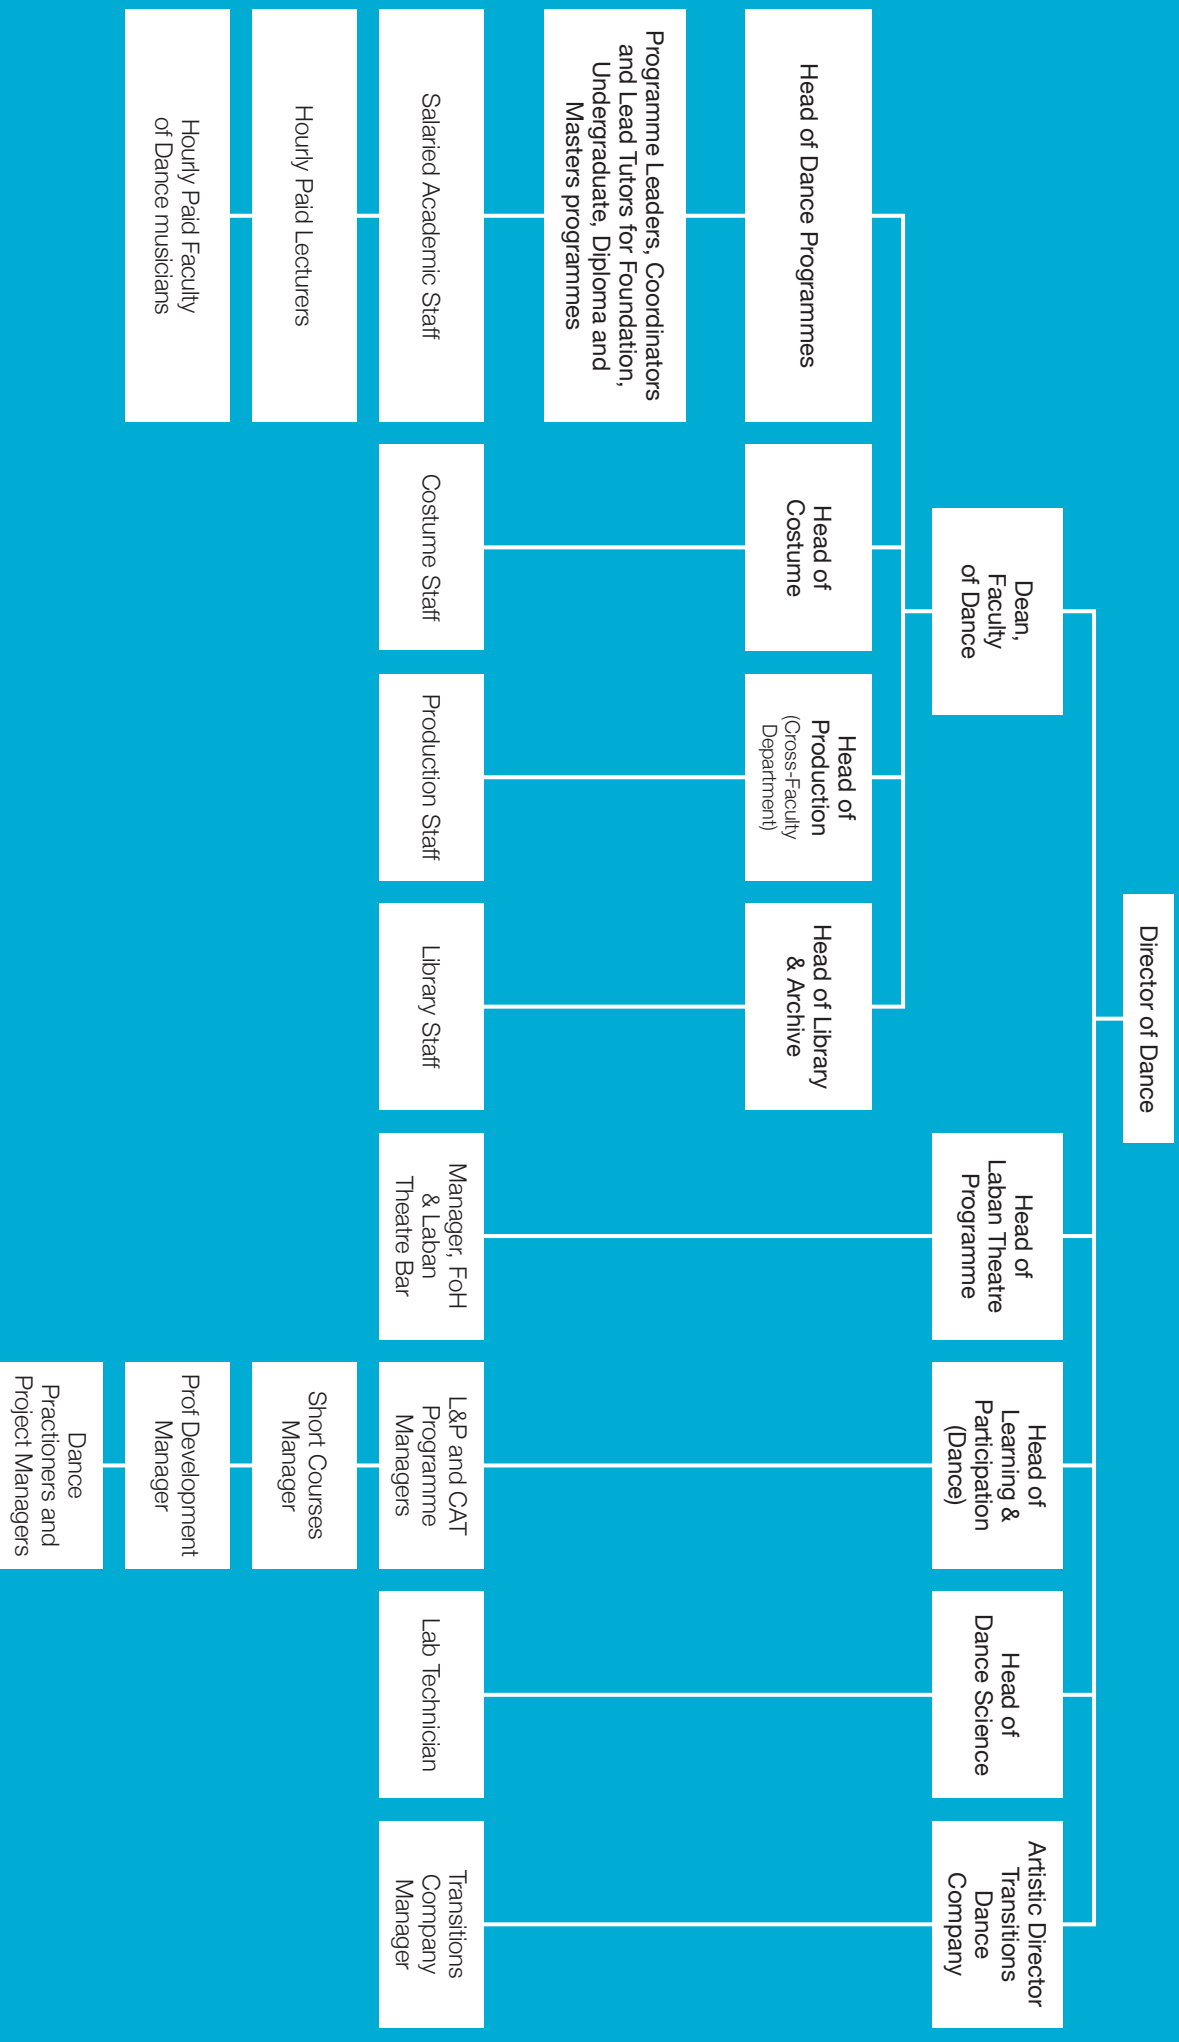 Director of Dance
Dean,
Faculty
of Dance
Head of
Laban Theatre
Programme
Head of
Learning &
Participation
(Dance)
Head of
Dance Science
Artistic Director
Transitions
Dance
Company
Head of Dance Programmes
Head of
Costume
Head of
Production
(Cross-Faculty
Department)
Head of Library
& Archive
Programme Leaders, Coordinators
and Lead Tutors for Foundation,
Undergraduate, Diploma and
Masters programmes
Salaried Academic Staff
Costume Staff
Production Staff
Library Staff
Manager, FoH
& Laban
Theatre Bar
L&P and CAT
Programme
Managers
Lab Technician
Transitions
Company
Manager
Hourly Paid Lecturers
Short Courses
Manager
Hourly Paid Faculty
of Dance musicians
Prof Development
Manager
Dance
Practioners and
Project Managers